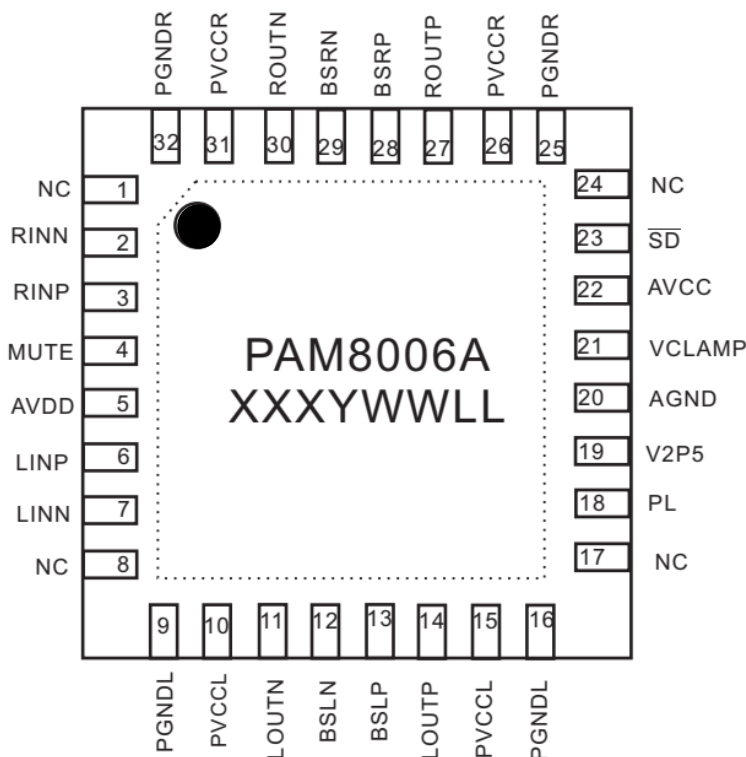 PGNDR PVCCR ROUTN BSRN BSRP ROUTP PVCCR PGNDR
32 31 30 29 28 27 26 25
NC 1 24 NC
RINN 2 23 SD
RINP 3 22 AVCC
MUTE 4 21 VCLAMP
AVDD 5 20 AGND
LINP 6 19 V2P5
LINN 7 18 PL
NC 8 17 NC
PAM8006A
XXXYWWLL
9 10 11 12 13 14 15 16
PGNDL PVCCL LOUTN BSLN BSLP LOUTP PVCCL PGNDL